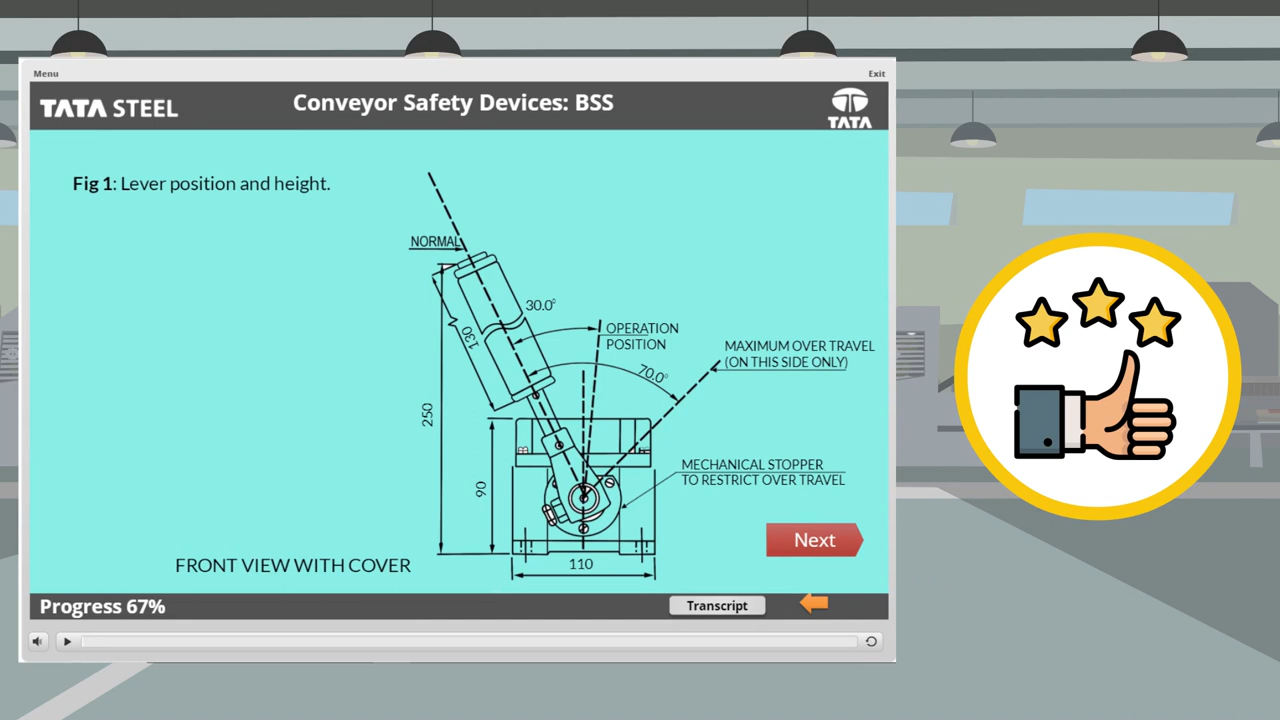 Menu
Exit
TATA STEEL
Conveyor Safety Devices: BSS
TATA
Fig 1: Lever position and height.
NORMAL
30.0°
OPERATION
POSITION
MAXIMUM OVER TRAVEL
(ON THIS SIDE ONLY)
130
70.0°
250
MECHANICAL STOPPER
TO RESTRICT OVER TRAVEL
90
Next
FRONT VIEW WITH COVER
110
Progress 67%
Transcript